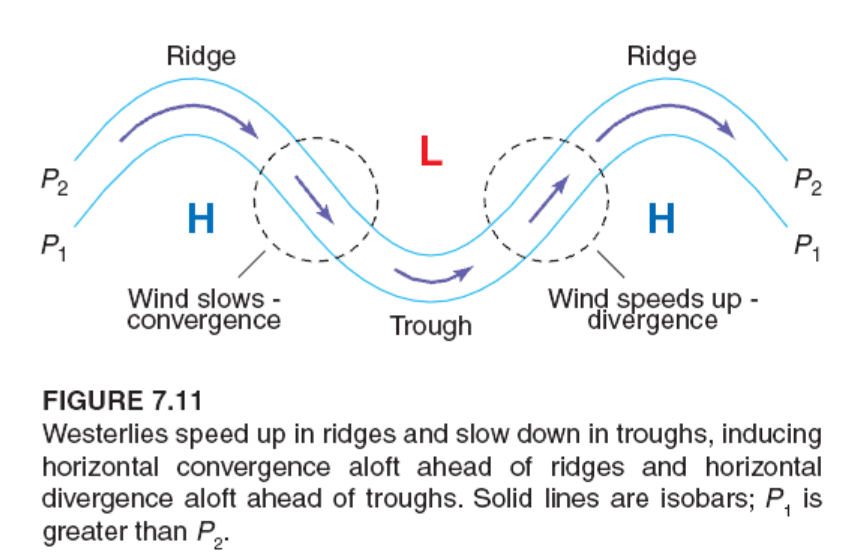 Ridge
Ridge
L
P2
P1
H
H
P2
P1
Wind slows -
convergence
Trough
Wind speeds up -
divergence
FIGURE 7.11
Westerlies speed up in ridges and slow down in troughs, inducing
horizontal convergence aloft ahead of ridges and horizontal
divergence aloft ahead of troughs. Solid lines are isobars; P1 is
greater than P2.